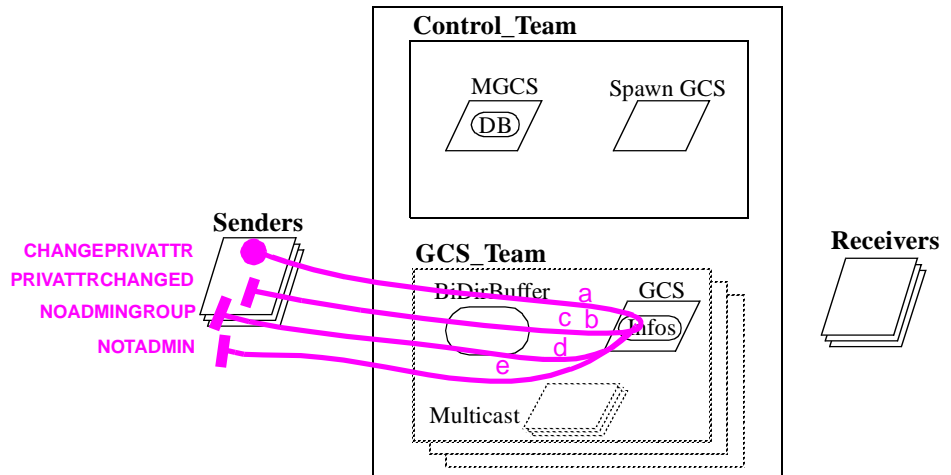 Control_Team
MGCS
Spawn GCS
DB
Senders
CHANGEPRIVATTR
PRIVATTRCHANGED
NOADMINGROUP
NOTADMIN
GCS_Team
BiDirBuffer
GCS
a
c b
Infos
d
e
Multicast
Receivers